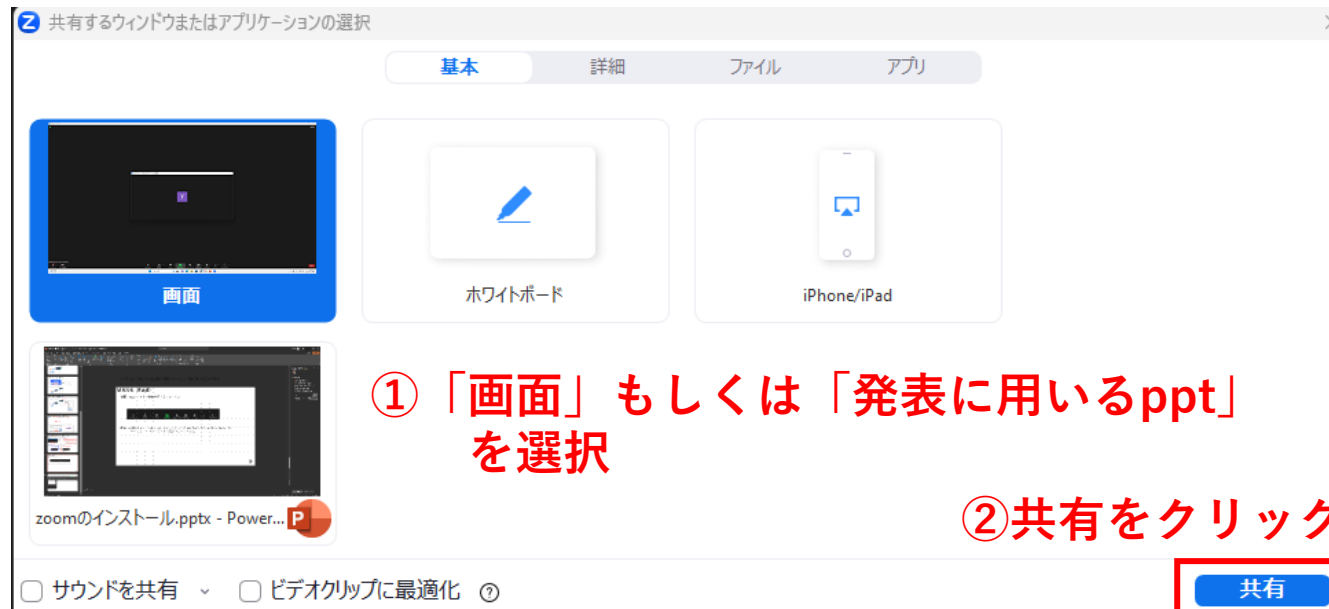 共有するウィンドウまたはアプリケーションの選択
基本 詳細 ファイル アプリ
画面 ホワイトボード iPhone/iPad
①「画面」もしくは「発表に用いるppt」
を選択
zoomのインストール.pptx - Power...
②共有をクリック
サウンドを共有 ビデオクリップに最適化
共有